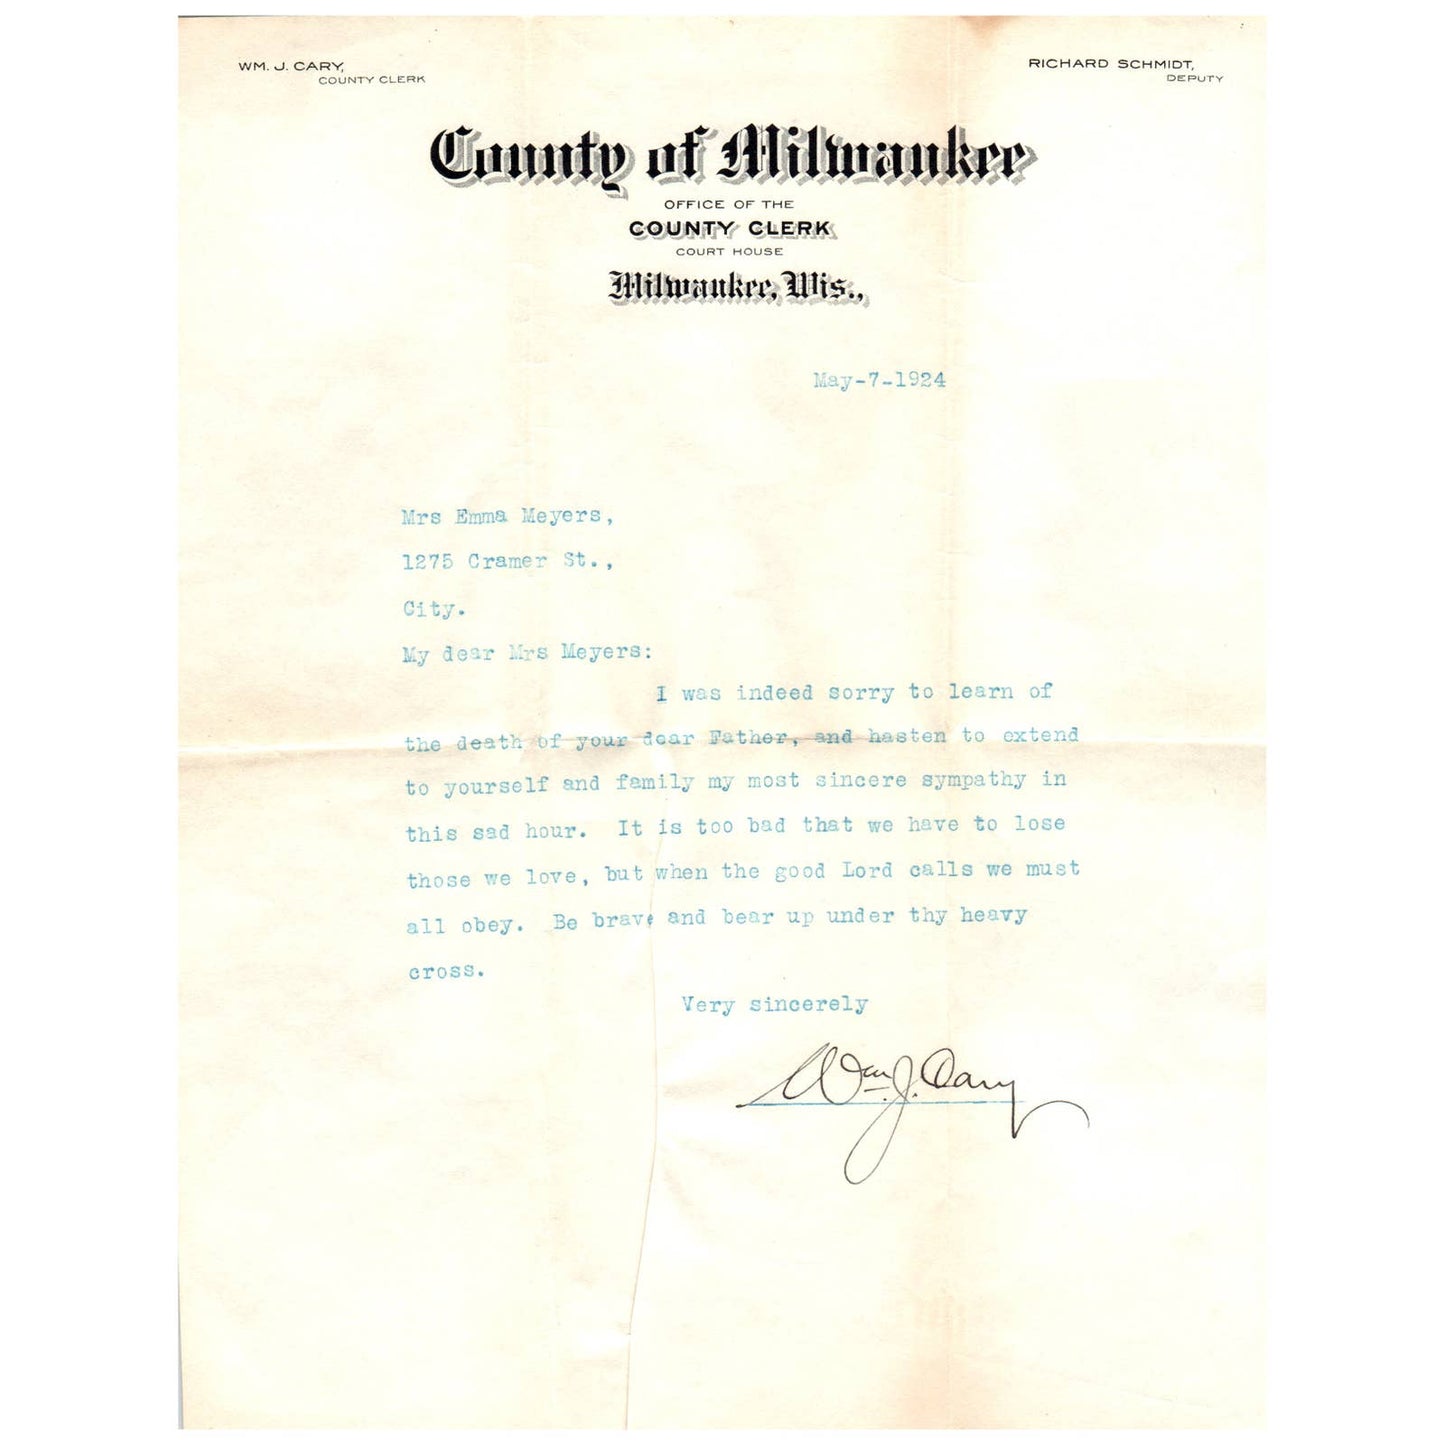 WM. J. CARY,
COUNTY CLERK
RICHARD SCHMIDT,
DEPUTY
County of Milwaukee
OFFICE OF THE
COUNTY CLERK
COURT HOUSE
Milwaukee, Wis.,
May-7-1924
Mrs Emma Meyers,
1275 Cramer St.,
City.
My dear Mrs Meyers:
I was indeed sorry to learn of
the death of your dear Father, and hasten to extend
to yourself and family my most sincere sympathy in
this sad hour. It is too bad that we have to lose
those we love, but when the good Lord calls we must
all obey. Be brave and bear up under thy heavy
cross.
Very sincerely
Wm. J. Cary